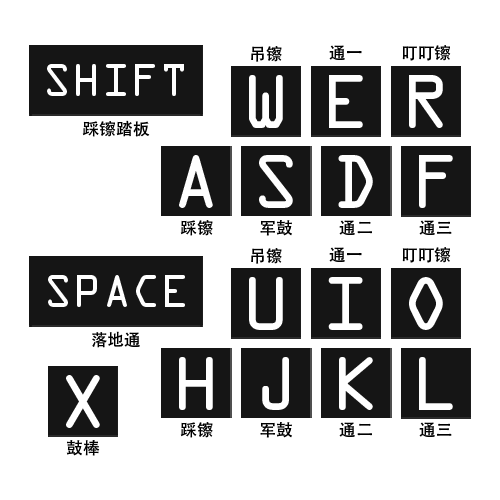 吊镲 通一 叮叮镲
SHIFT W E R
踩镲踏板
A S D F
踩镲 军鼓 通二 通三
吊镲 通一 叮叮镲
SPACE U I O
落地通
H J K L
X
踩镲 军鼓 通二 通三
鼓棒